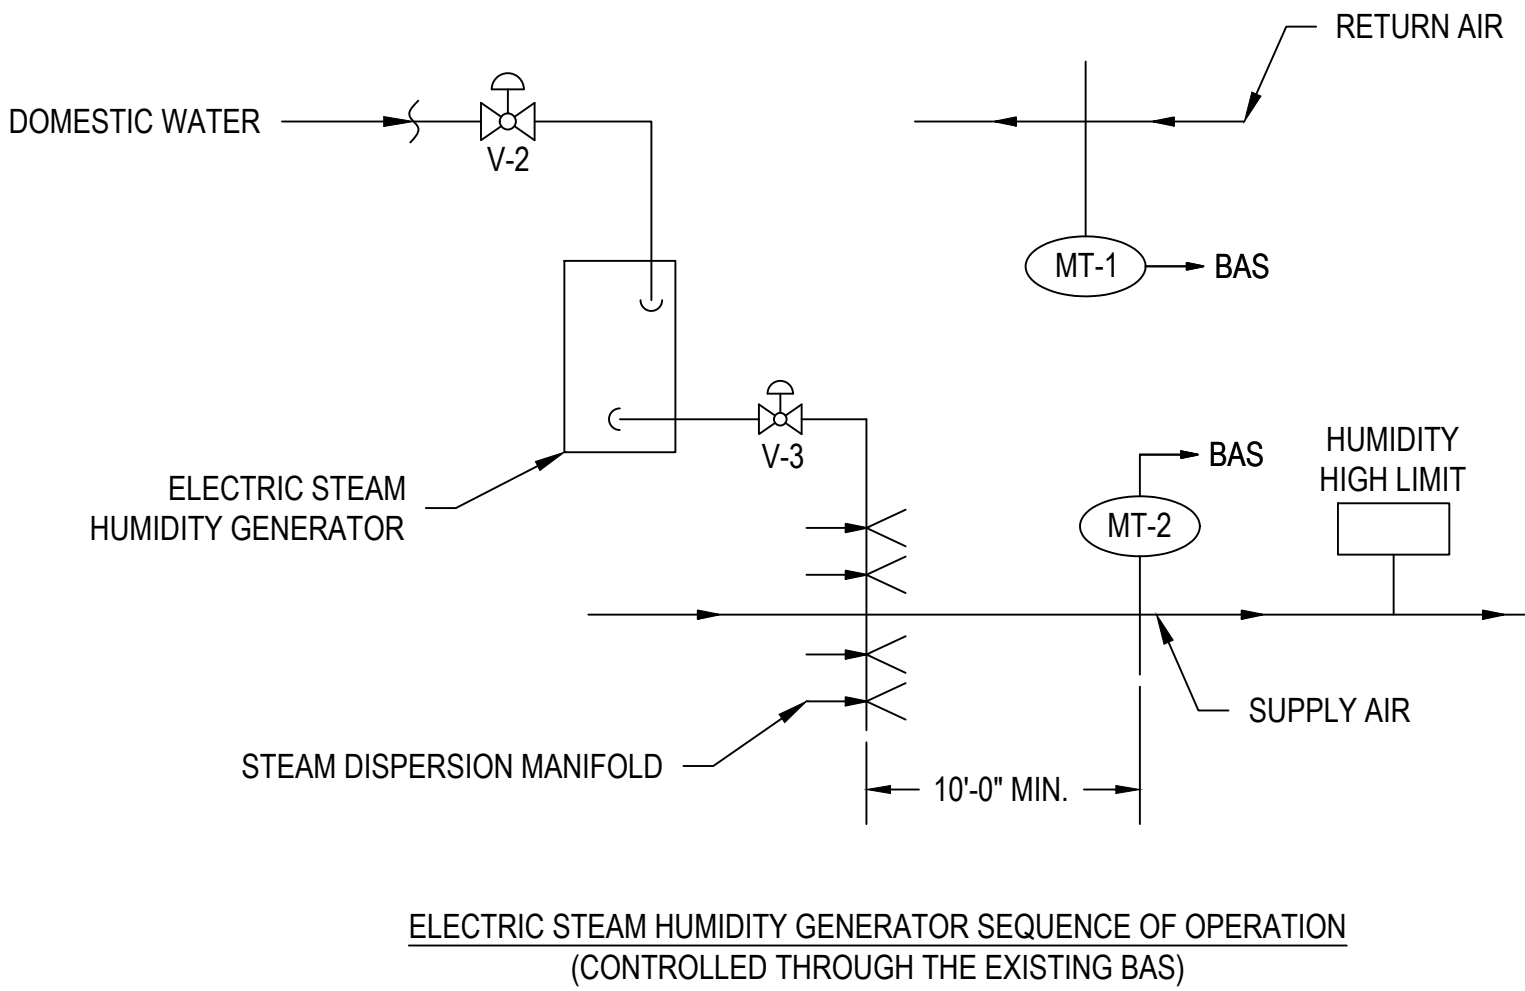 RETURN AIR
DOMESTIC WATER
V-2
MT-1
BAS
V-3
ELECTRIC STEAM
HUMIDITY GENERATOR
BAS
HUMIDITY
HIGH LIMIT
MT-2
SUPPLY AIR
STEAM DISPERSION MANIFOLD
10'-0" MIN.
ELECTRIC STEAM HUMIDITY GENERATOR SEQUENCE OF OPERATION
(CONTROLLED THROUGH THE EXISTING BAS)